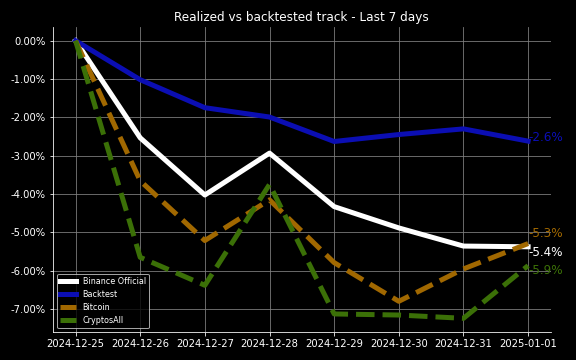 Realized vs backtested track - Last 7 days
0.00%
-1.00%
-2.00%
-3.00%
-4.00%
-5.00%
-6.00%
-7.00%
-2.6%
-5.3%
-5.4%
-5.9%
Binance Official
Backtest
Bitcoin
CryptosAll
2024-12-25 2024-12-26 2024-12-27 2024-12-28 2024-12-29 2024-12-30 2024-12-31 2025-01-01